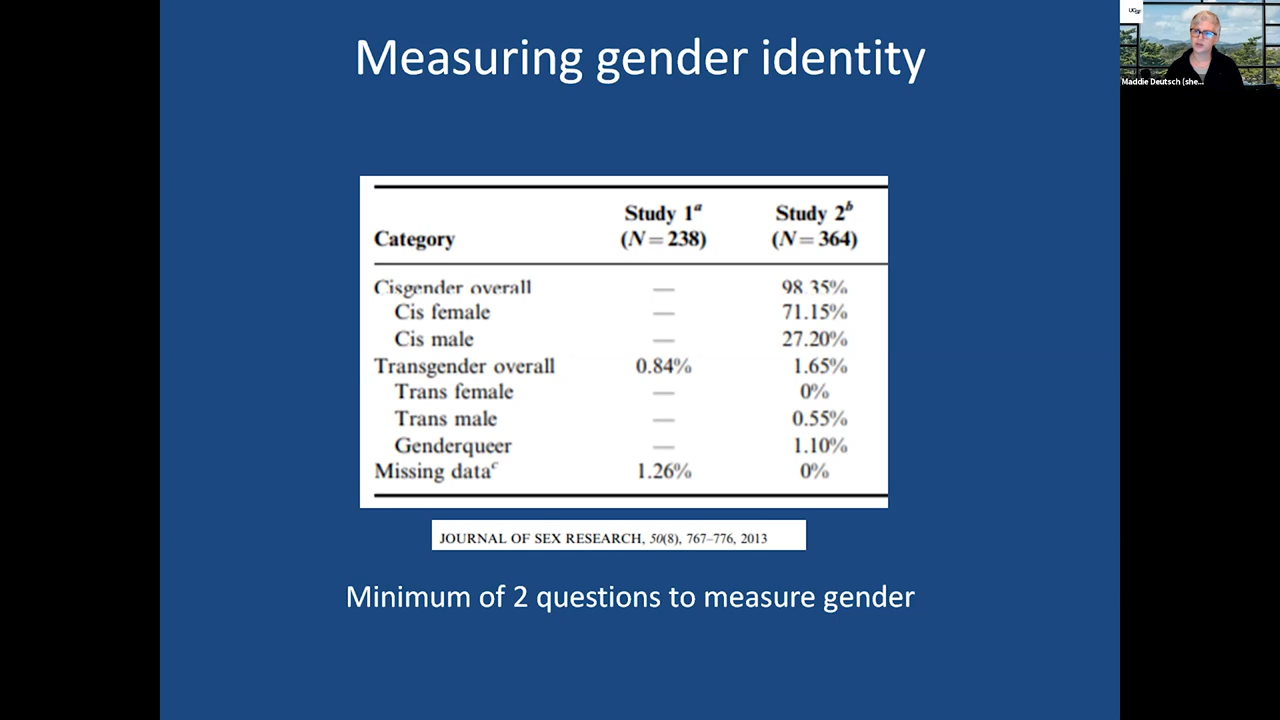 Measuring gender identity
UCSF
Maddie Deutsch (she...
Category Study 1a (N=238) Study 2b (N=364)
Cisgender overall — 98.35%
Cis female — 71.15%
Cis male — 27.20%
Transgender overall 0.84% 1.65%
Trans female — 0%
Trans male — 0.55%
Genderqueer — 1.10%
Missing datac 1.26% 0%
JOURNAL OF SEX RESEARCH, 50(8), 767–776, 2013
Minimum of 2 questions to measure gender